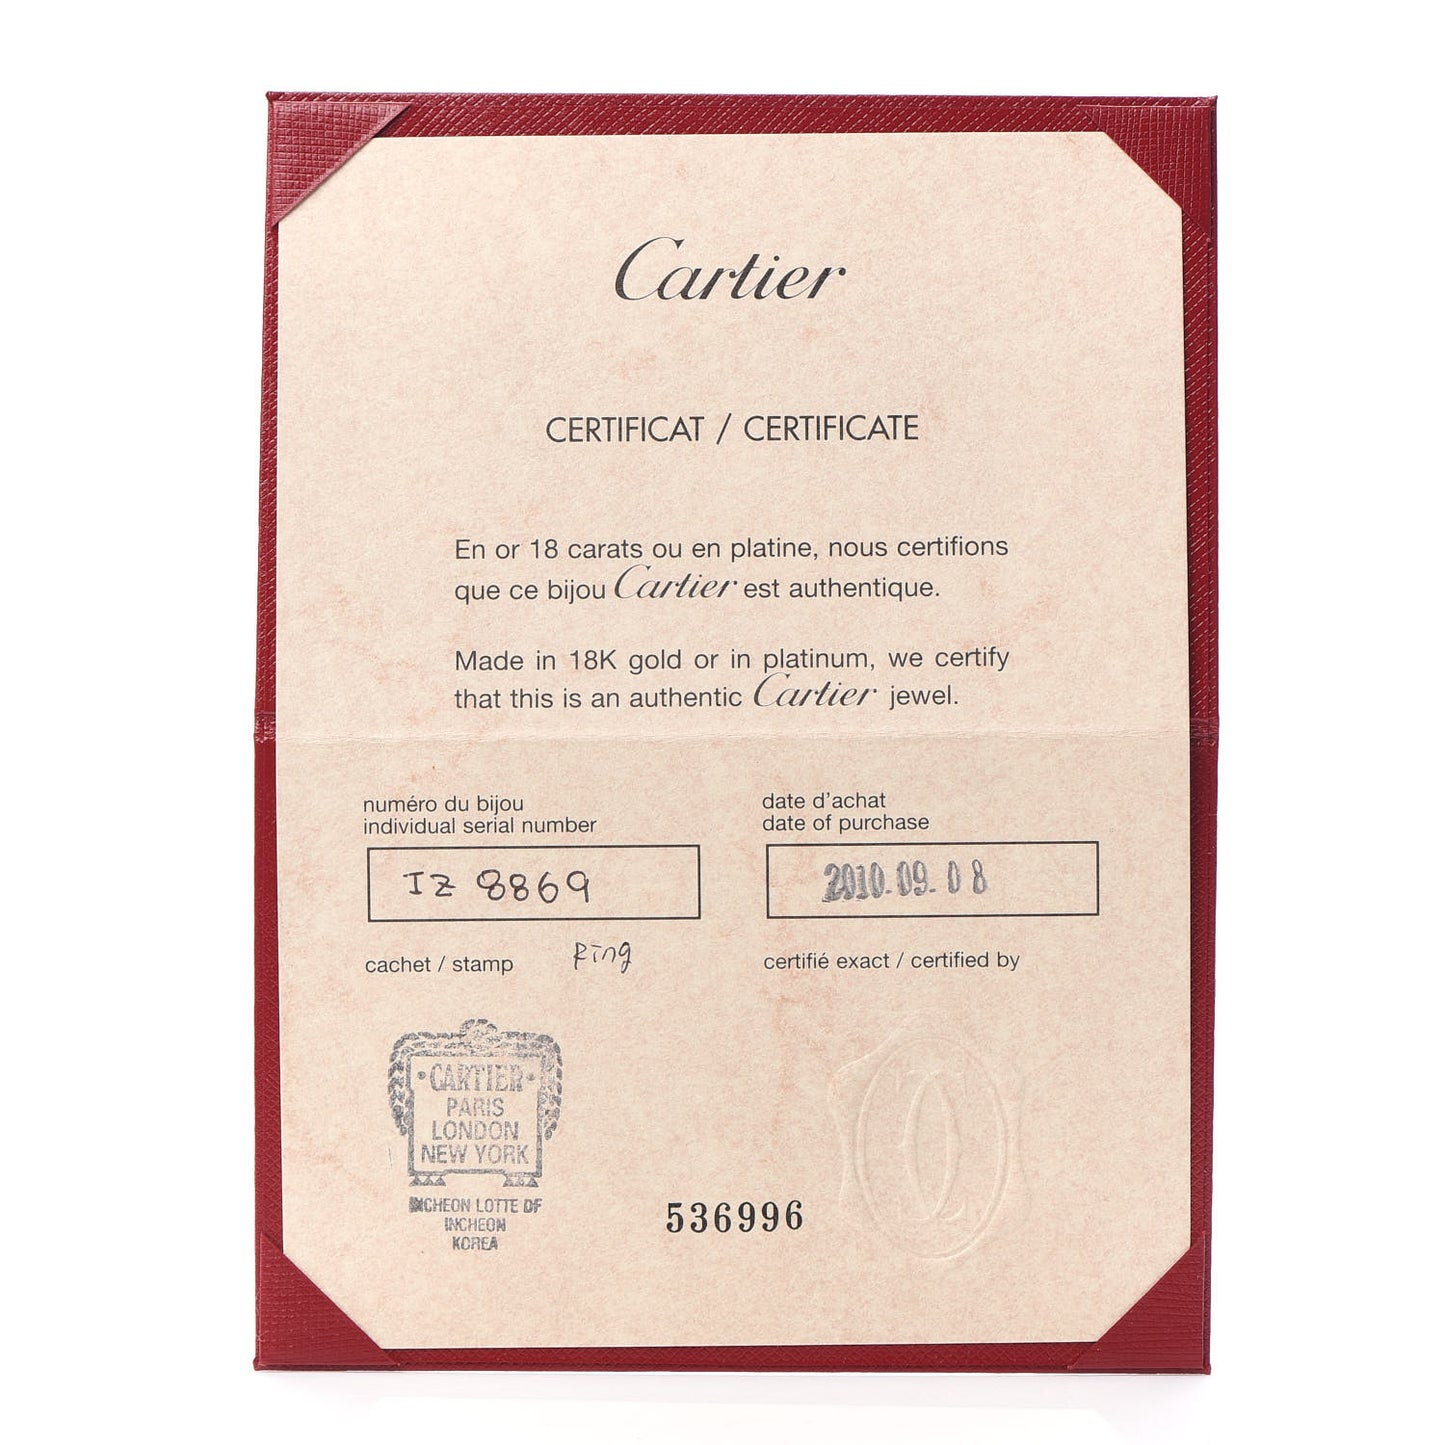 Cartier
CERTIFICAT / CERTIFICATE
En or 18 carats ou en platine, nous certifions
que ce bijou Cartier est authentique.
Made in 18K gold or in platinum, we certify
that this is an authentic Cartier jewel.
numéro du bijou
individual serial number
IZ 8869
date d'achat
date of purchase
2010.09.08
cachet / stamp
Ring
certifié exact / certified by
·CARTIER·
PARIS
LONDON
NEW YORK
INCHEON LOTTE DF
INCHEON
KOREA
536996